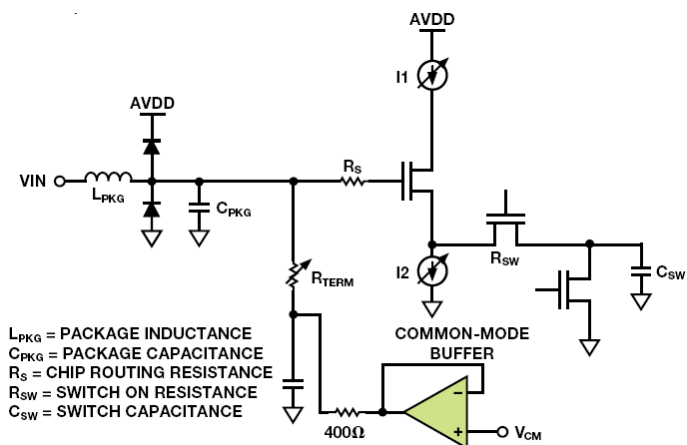 AVDD
I1
AVDD
VIN
LPKG
CPKG
RS
RTERM
I2
RSW
CSW
LPKG = PACKAGE INDUCTANCE
CPKG = PACKAGE CAPACITANCE
RS = CHIP ROUTING RESISTANCE
RSW = SWITCH ON RESISTANCE
CSW = SWITCH CAPACITANCE
COMMON-MODE
BUFFER
400Ω
−
+
VCM